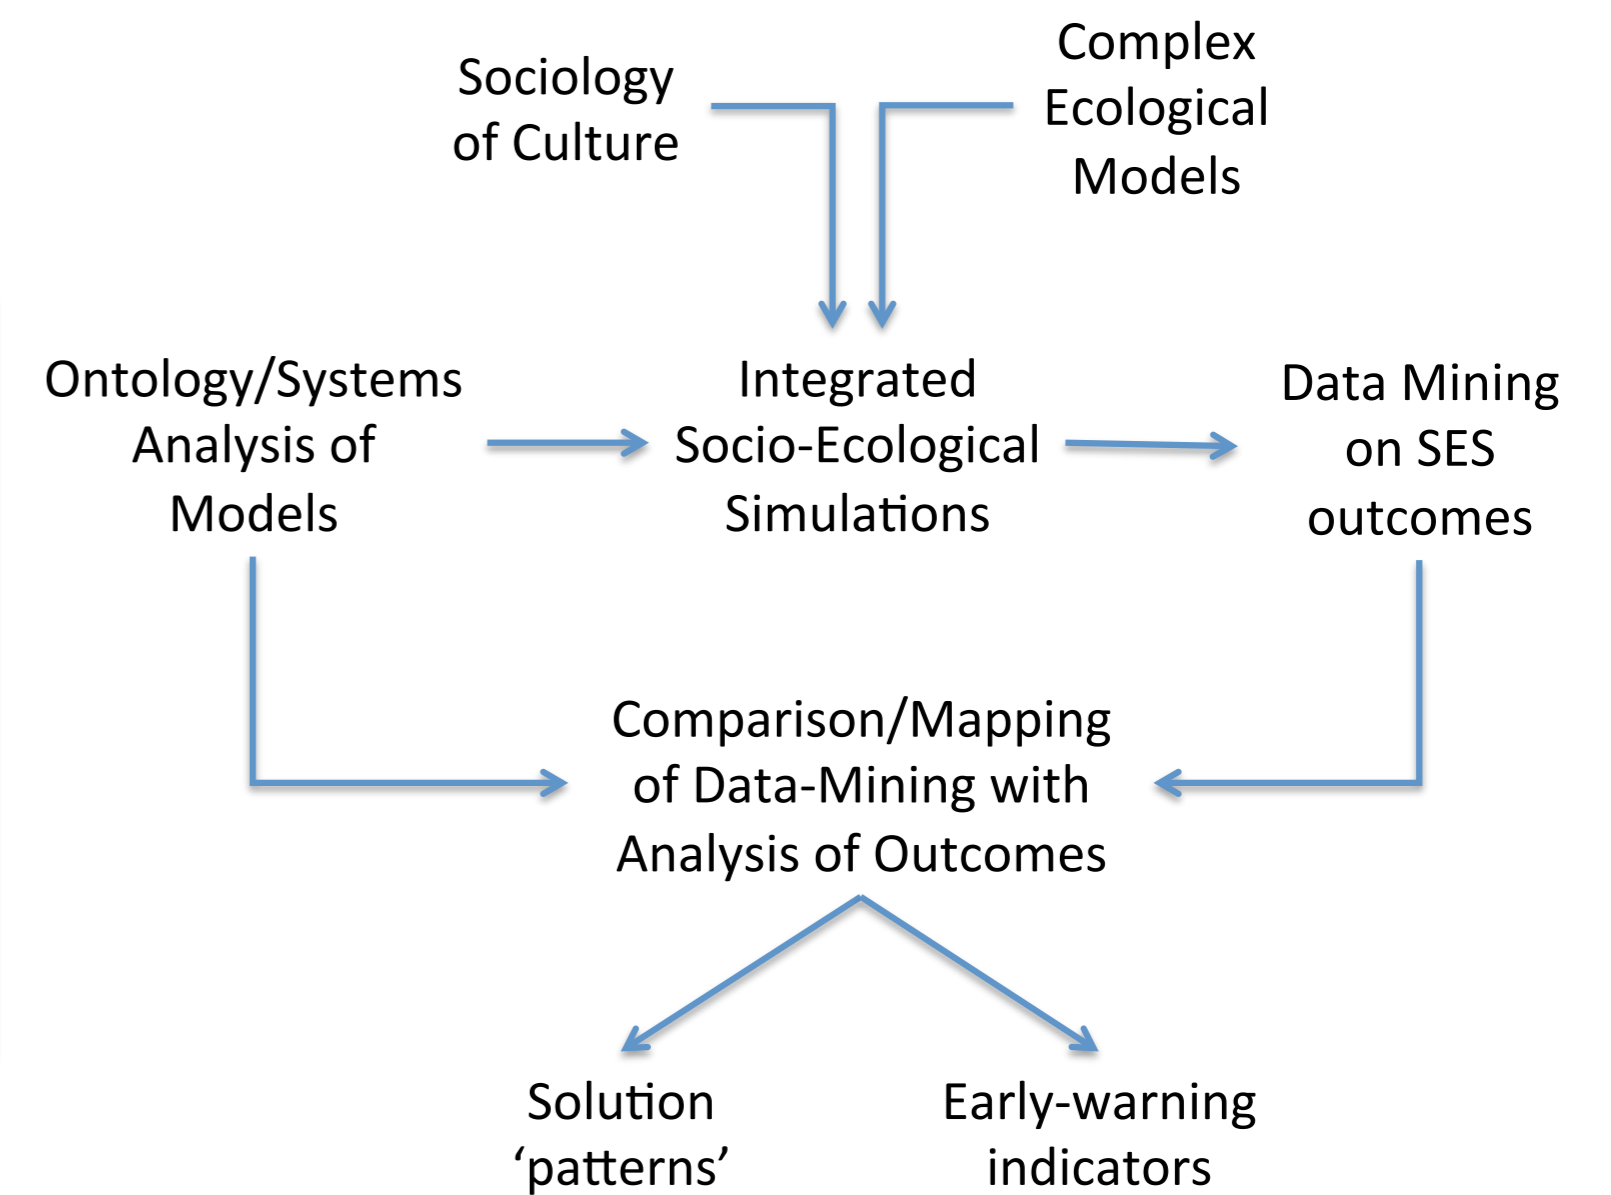 Sociology
of Culture
Complex
Ecological
Models
Ontology/Systems
Analysis of
Models
Integrated
Socio-Ecological
Simulations
Data Mining
on SES
outcomes
Comparison/Mapping
of Data-Mining with
Analysis of Outcomes
Solution
‘patterns’
Early-warning
indicators